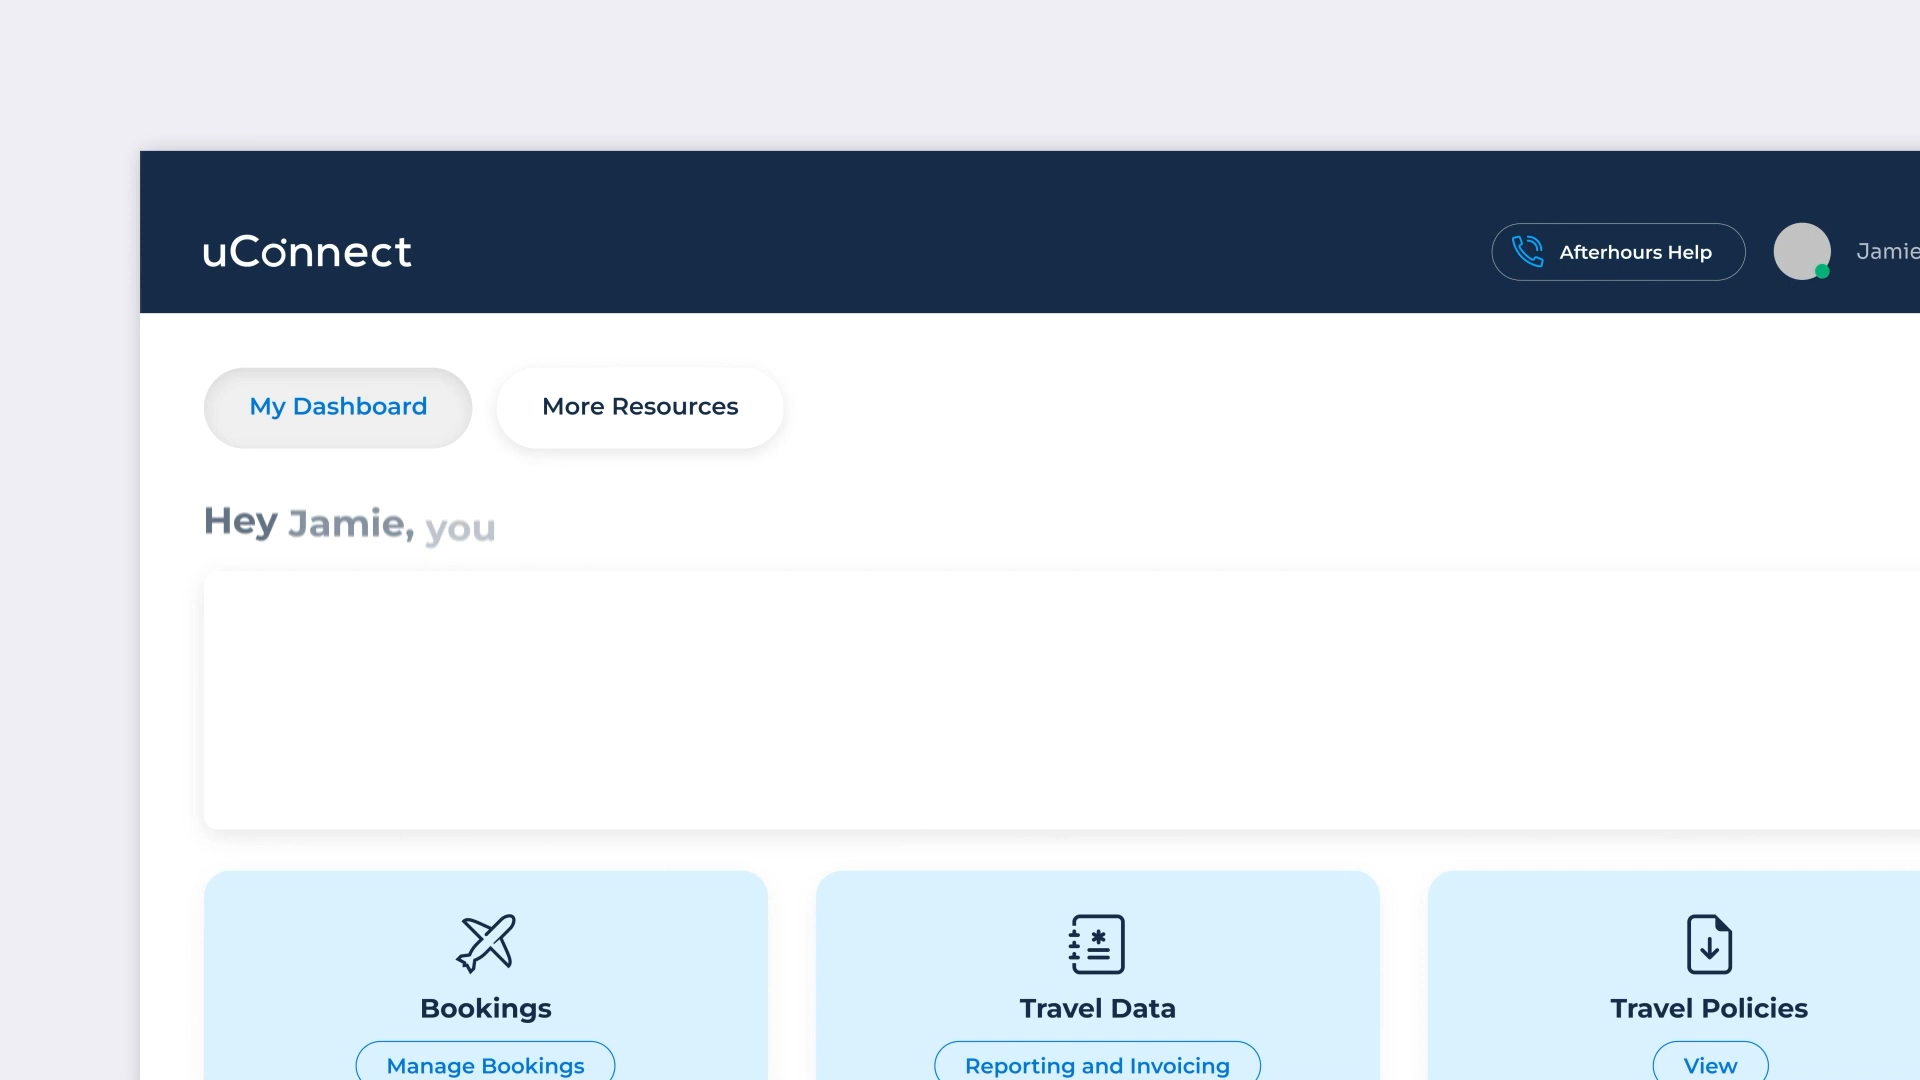 uConnect
Afterhours Help
Jamie
My Dashboard
More Resources
Hey Jamie, you
Bookings
Travel Data
Travel Policies
Manage Bookings
Reporting and Invoicing
View